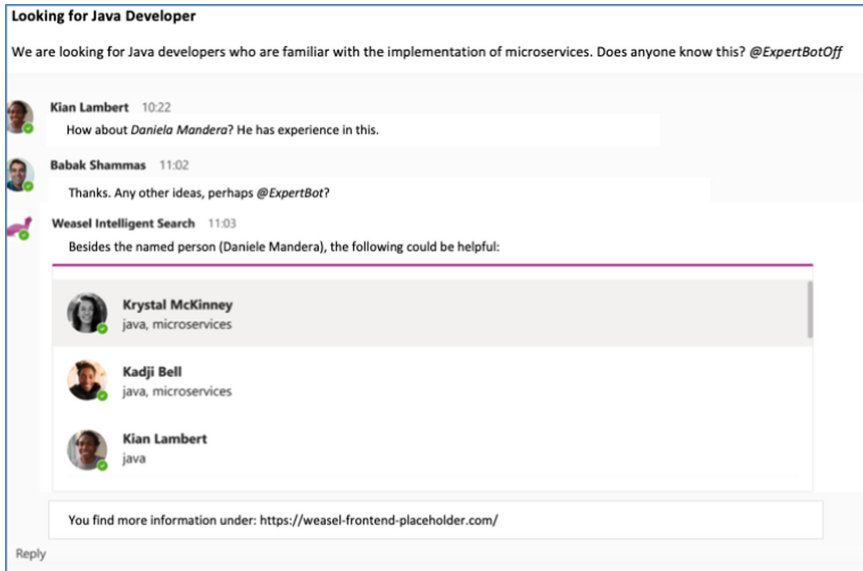 Looking for Java Developer
We are looking for Java developers who are familiar with the implementation of microservices. Does anyone know this? @ExpertBotOff
Kian Lambert 10:22
How about Daniela Mandera? He has experience in this.
Babak Shammas 11:02
Thanks. Any other ideas, perhaps @ExpertBot?
Weasel Intelligent Search 11:03
Besides the named person (Daniele Mandera), the following could be helpful:
Krystal McKinney
java, microservices
Kadji Bell
java, microservices
Kian Lambert
java
You find more information under: https://weasel-frontend-placeholder.com/
Reply